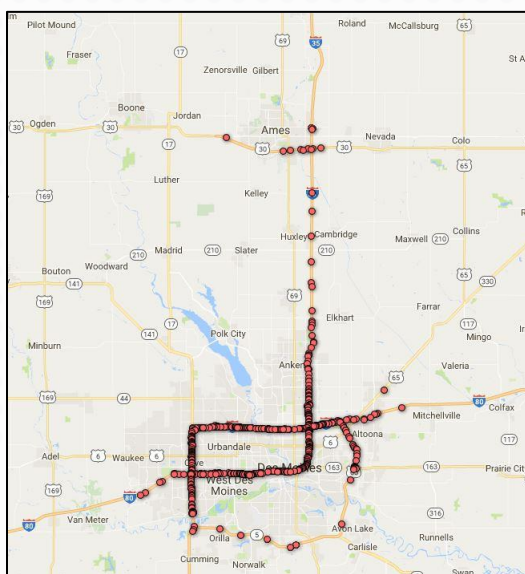 Pilot Mound
Roland
McCallsburg
65
Fraser
17
69
35
Zenorsville
Gilbert
St A
Boone
Jordan
Ogden
30
30
Ames
Nevada
Colo
30
30
30
17
Luther
Kelley
169
Huxley
Cambridge
Maxwell
210
Collins
Madrid
210
Slater
210
Woodward
Bouton
141
65
330
69
Farrar
Elkhart
117
Mingo
17
Minburn
141
Polk City
Valeria
Ankeny
44
65
80
Colfax
Mitchellville
6
Altoona
Urbandale
Adel
6
Waukee
6
Clive
Des Moines
163
163
Prairie City
West Des
Moines
169
117
80
Van Meter
316
Orilla
5
Avon Lake
Runnells
Carlisle
Cumming
Norwalk
Swan